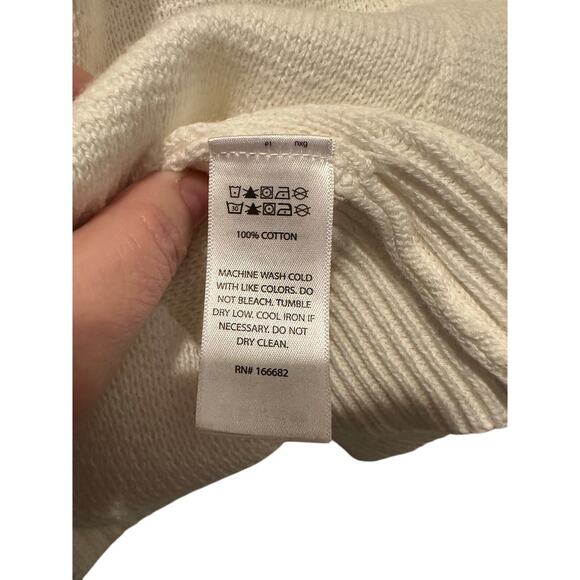 30
100% COTTON
MACHINE WASH COLD
WITH LIKE COLORS. DO
NOT BLEACH. TUMBLE
DRY LOW. COOL IRON IF
NECESSARY. DO NOT
DRY CLEAN.
RN# 166682